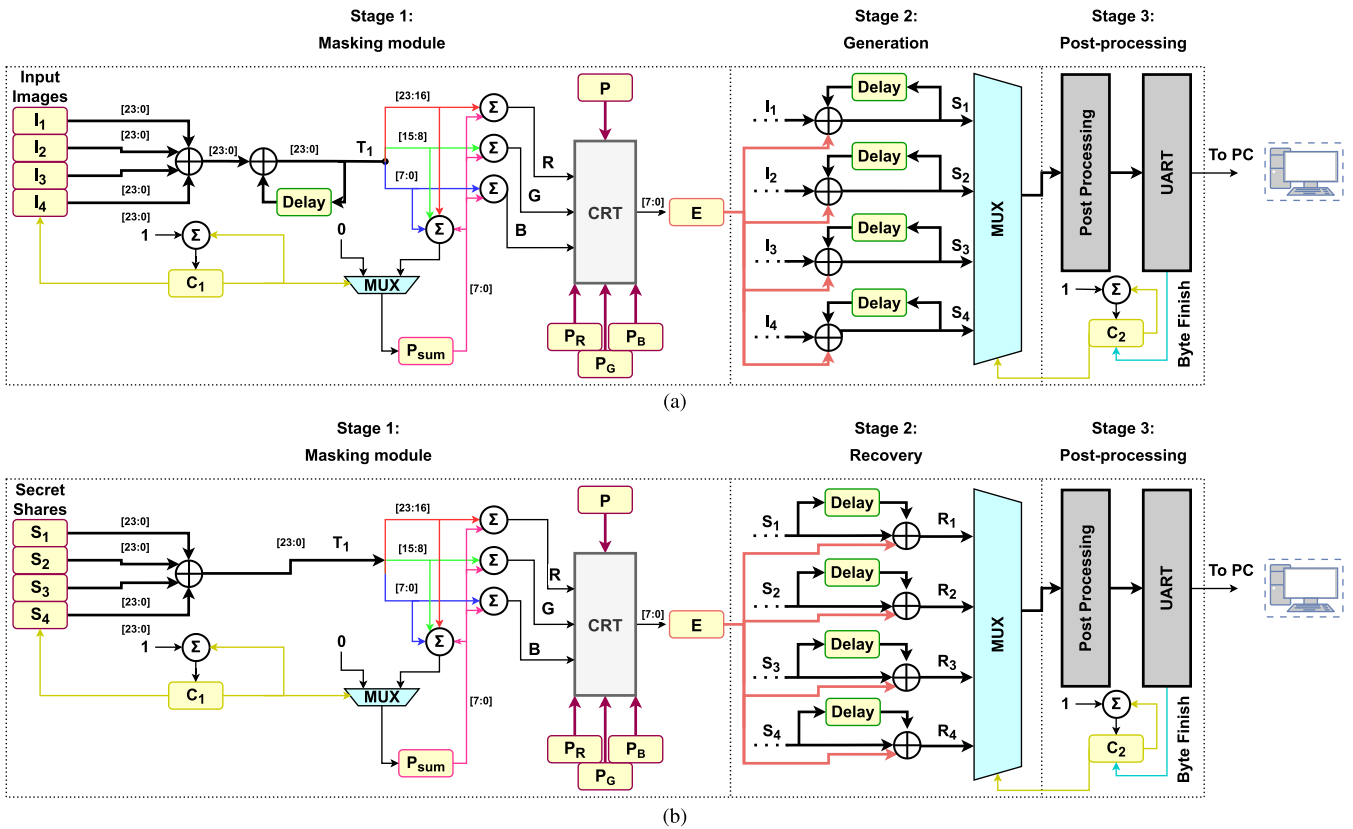 Stage 1:
Masking module
Stage 2:
Generation
Stage 3:
Post-processing
Input
Images
I1
I2
I3
I4
[23:0]
[23:0]
[23:0]
[23:0]
[23:0]
[23:0]
Delay
T1
[23:16]
[15:8]
[7:0]
Σ
Σ
Σ
Σ
R
G
B
[23:0]
1
Σ
C1
0
MUX
Psum
[7:0]
P
CRT
PR
PG
PB
[7:0]
E
I1
Delay
S1
I2
Delay
S2
I3
Delay
S3
I4
Delay
S4
MUX
Post Processing
UART
To PC
1
Σ
C2
Byte Finish
(a)
Stage 1:
Masking module
Stage 2:
Recovery
Stage 3:
Post-processing
Secret
Shares
S1
S2
S3
S4
[23:0]
[23:0]
[23:0]
[23:0]
[23:0]
T1
[23:16]
[15:8]
[7:0]
Σ
Σ
Σ
Σ
R
G
B
[23:0]
1
Σ
C1
0
MUX
Psum
[7:0]
P
CRT
PR
PG
PB
[7:0]
E
S1
Delay
R1
S2
Delay
R2
S3
Delay
R3
S4
Delay
R4
MUX
Post Processing
UART
To PC
1
Σ
C2
Byte Finish
(b)